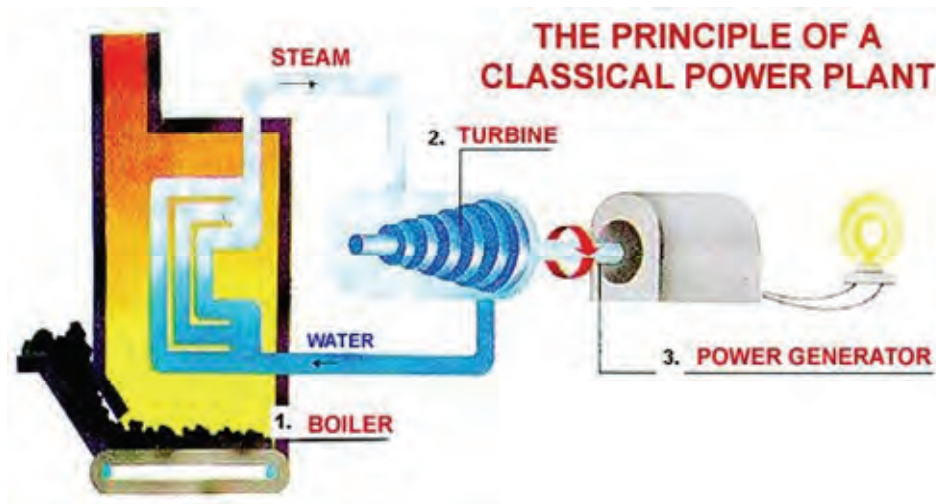 THE PRINCIPLE OF A
CLASSICAL POWER PLANT
STEAM
2. TURBINE
WATER
3. POWER GENERATOR
1. BOILER